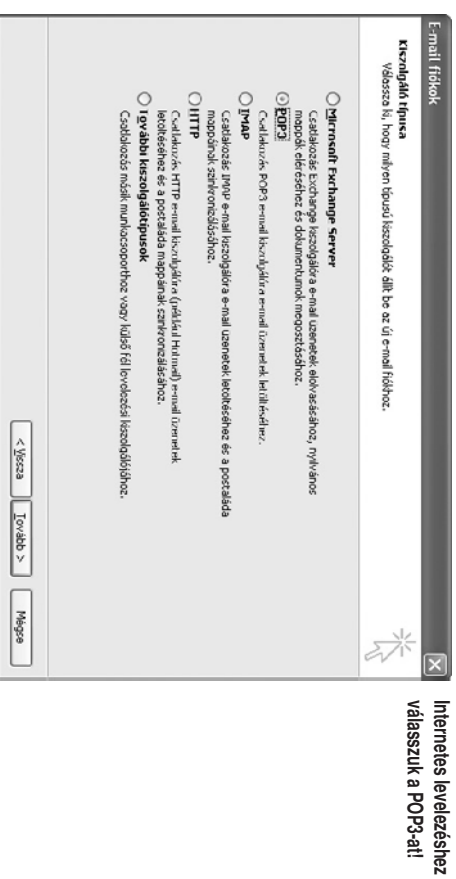 E-mail fiókok
Kiszolgáló típusa
Válassza ki, hogy milyen típusú kiszolgálót állít be az új e-mail fiókhoz.
Microsoft Exchange Server
Csatlakozás Exchange kiszolgálóra e-mail üzenetek elolvasásához, nyilvános
mappák eléréséhez és dokumentumok megosztásához.
POP3
Csatlakozás POP3 e-mail kiszolgálóra e-mail üzenetek letöltéséhez.
IMAP
Csatlakozás IMAP e-mail kiszolgálóra e-mail üzenetek letöltéséhez és a postaláda
mappáinak szinkronizálásához.
HTTP
Csatlakozás HTTP e-mail kiszolgálóra (például Hotmail) e-mail üzenetek
letöltéséhez és a postaláda mappáinak szinkronizálásához.
További kiszolgálótípusok
Csatlakozás másik munkacsoporthoz vagy külső fél levelezési kiszolgálójához.
< Vissza
Tovább >
Mégse
Internetes levelezéshez
válasszuk a POP3-at!